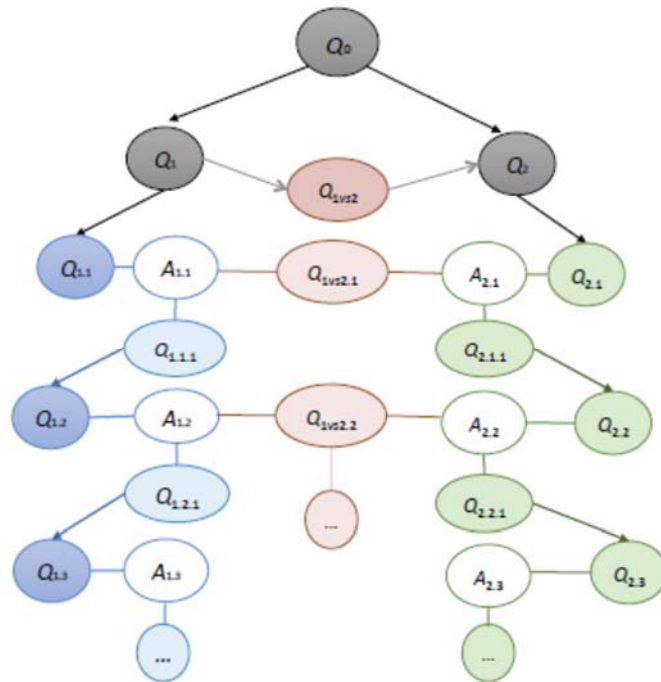 Q0
Q1
Q1vs2
Q2
Q1.1
A1.1
Q1vs2.1
A2.1
Q2.1
Q1.1.1
Q2.1.1
Q1.2
A1.2
Q1vs2.2
A2.2
Q2.2
Q1.2.1
...
Q2.2.1
Q1.3
A1.3
A2.3
Q2.3
...
...